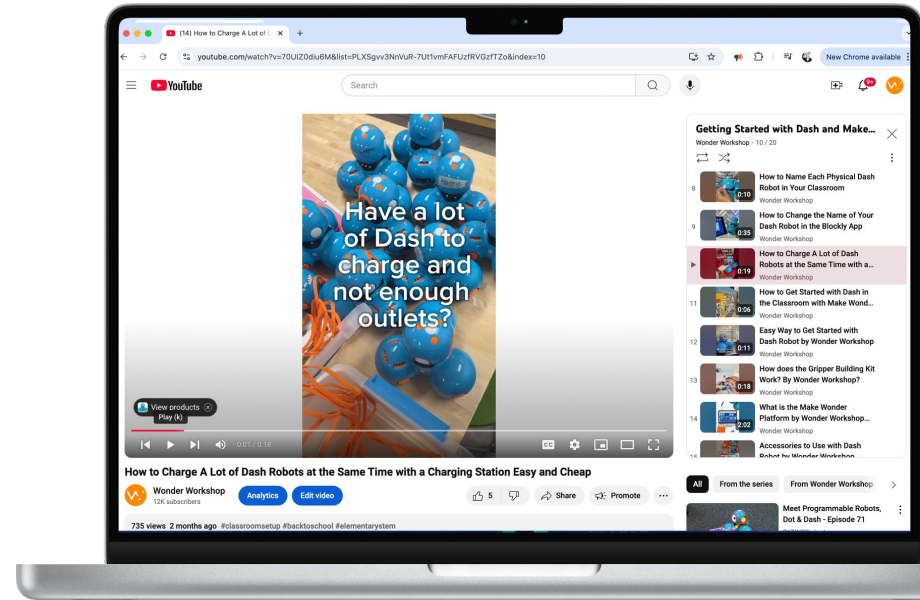 (14) How to Charge A Lot of D
youtube.com/watch?v=70UIZ0diu6M&list=PLXSgvv3NnVuR-7Ut1vmFAFUzfRVGzfTZo&index=10
New Chrome available
YouTube
Search
9+
Have a lot
of Dash to
charge and
not enough
outlets?
View products
Play (k)
0:01 / 0:18
CC
How to Charge A Lot of Dash Robots at the Same Time with a Charging Station Easy and Cheap
Wonder Workshop
12K subscribers
Analytics
Edit video
5
Share
Promote
735 views 2 months ago #classroomsetup #backtoschool #elementarystem
Getting Started with Dash and Make...
Wonder Workshop - 10 / 20
8
0:10
How to Name Each Physical Dash
Robot in Your Classroom
Wonder Workshop
9
0:35
How to Change the Name of Your
Dash Robot in the Blockly App
Wonder Workshop
0:19
How to Charge A Lot of Dash
Robots at the Same Time with a...
Wonder Workshop
11
0:06
How to Get Started with Dash in
the Classroom with Make Wond...
Wonder Workshop
12
0:11
Easy Way to Get Started with
Dash Robot by Wonder Workshop
Wonder Workshop
13
0:18
How does the Gripper Building Kit
Work? By Wonder Workshop?
Wonder Workshop
14
2:02
What is the Make Wonder
Platform by Wonder Workshop...
Wonder Workshop
15
Accessories to Use with Dash
Robot by Wonder Workshop
All
From the series
From Wonder Workshop
Meet Programmable Robots,
Dot & Dash - Episode 71